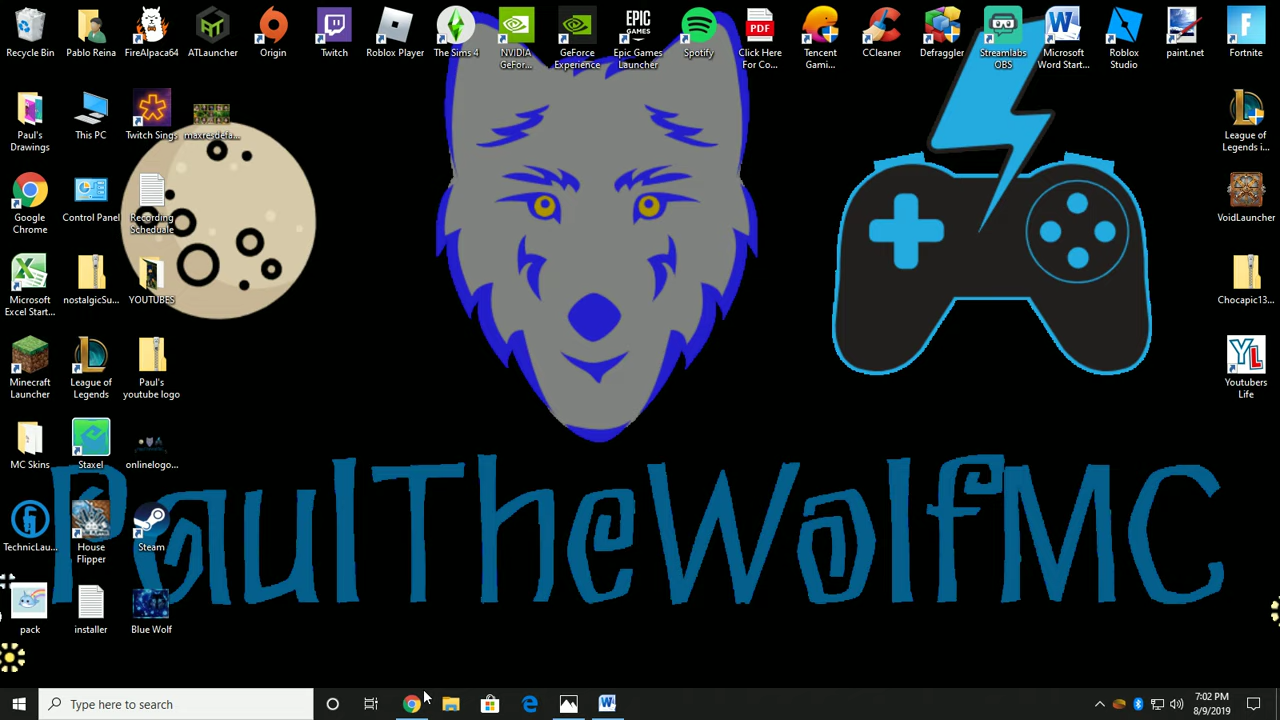 Recycle Bin
Pablo Reina
FireAlpaca64
ATLauncher
Origin
Twitch
Roblox Player
The Sims 4
NVIDIA
GeFor...
GeForce
Experience
EPIC
GAMES
Epic Games
Launcher
Spotify
PDF
Click Here
For Co...
Tencent
Gami...
CCleaner
Defraggler
Streamlabs
OBS
Microsoft
Word Start...
Roblox
Studio
paint.net
Fortnite
Paul's
Drawings
This PC
Twitch Sings
maxresdefa...
League of
Legends i...
Google
Chrome
Control Panel
Recording
Scheduale
VoidLauncher
Microsoft
Excel Start...
nostalgicSu...
YOUTUBES
Chocapic13...
Minecraft
Launcher
League of
Legends
Paul's
youtube logo
YL
Youtubers
Life
MC Skins
Staxel
onlinelogo...
PaulTheWolfMC
TechnicLau...
House
Flipper
Steam
pack
installer
Blue Wolf
Type here to search
7:02 PM
8/9/2019